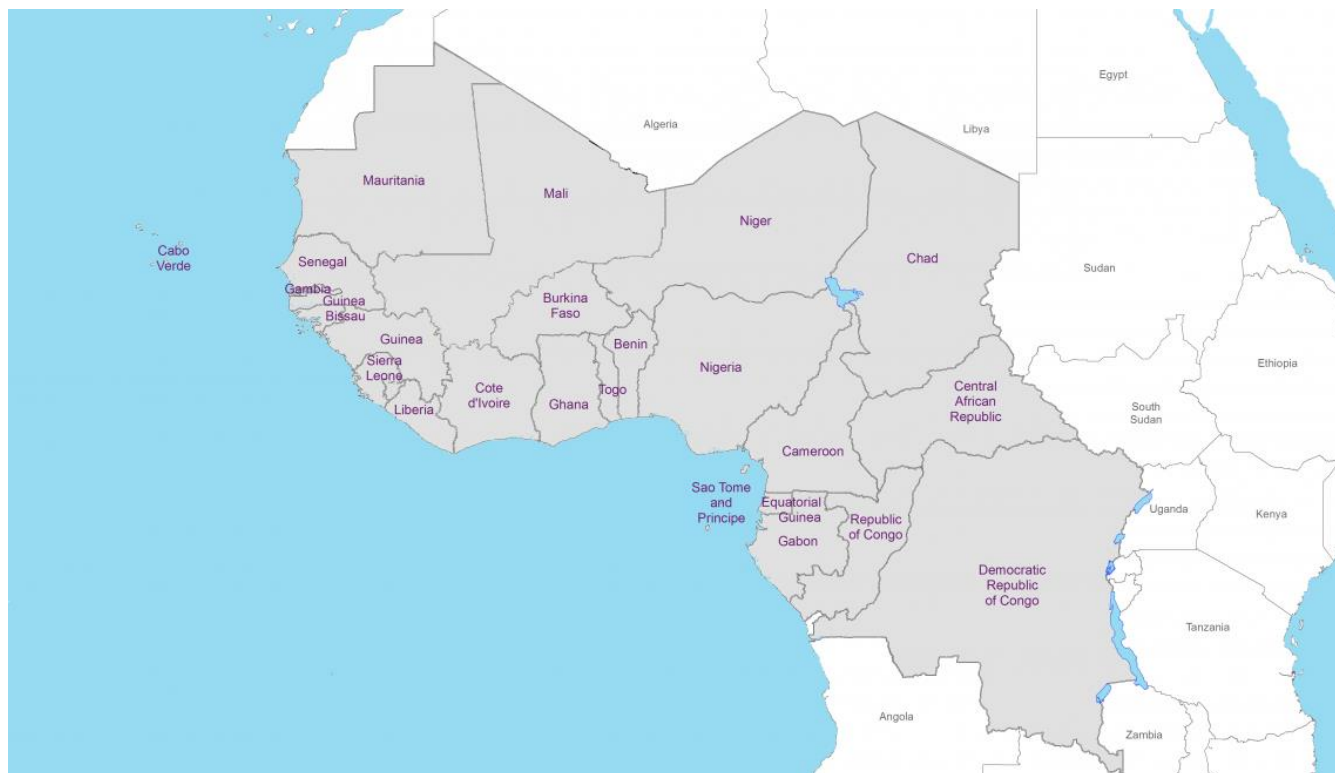 Egypt
Algeria
Libya
Mauritania
Mali
Niger
Cabo
Verde
Senegal
Chad
Sudan
Gambia
Guinea
Bissau
Burkina
Faso
Guinea
Benin
Sierra
Leone
Nigeria
Ethiopia
Cote
d'Ivoire
Togo
Central
African
Republic
Liberia
Ghana
South
Sudan
Cameroon
Sao Tome
and
Principe
Equatorial
Guinea
Republic
of Congo
Uganda
Kenya
Gabon
Democratic
Republic
of Congo
Tanzania
Angola
Zambia